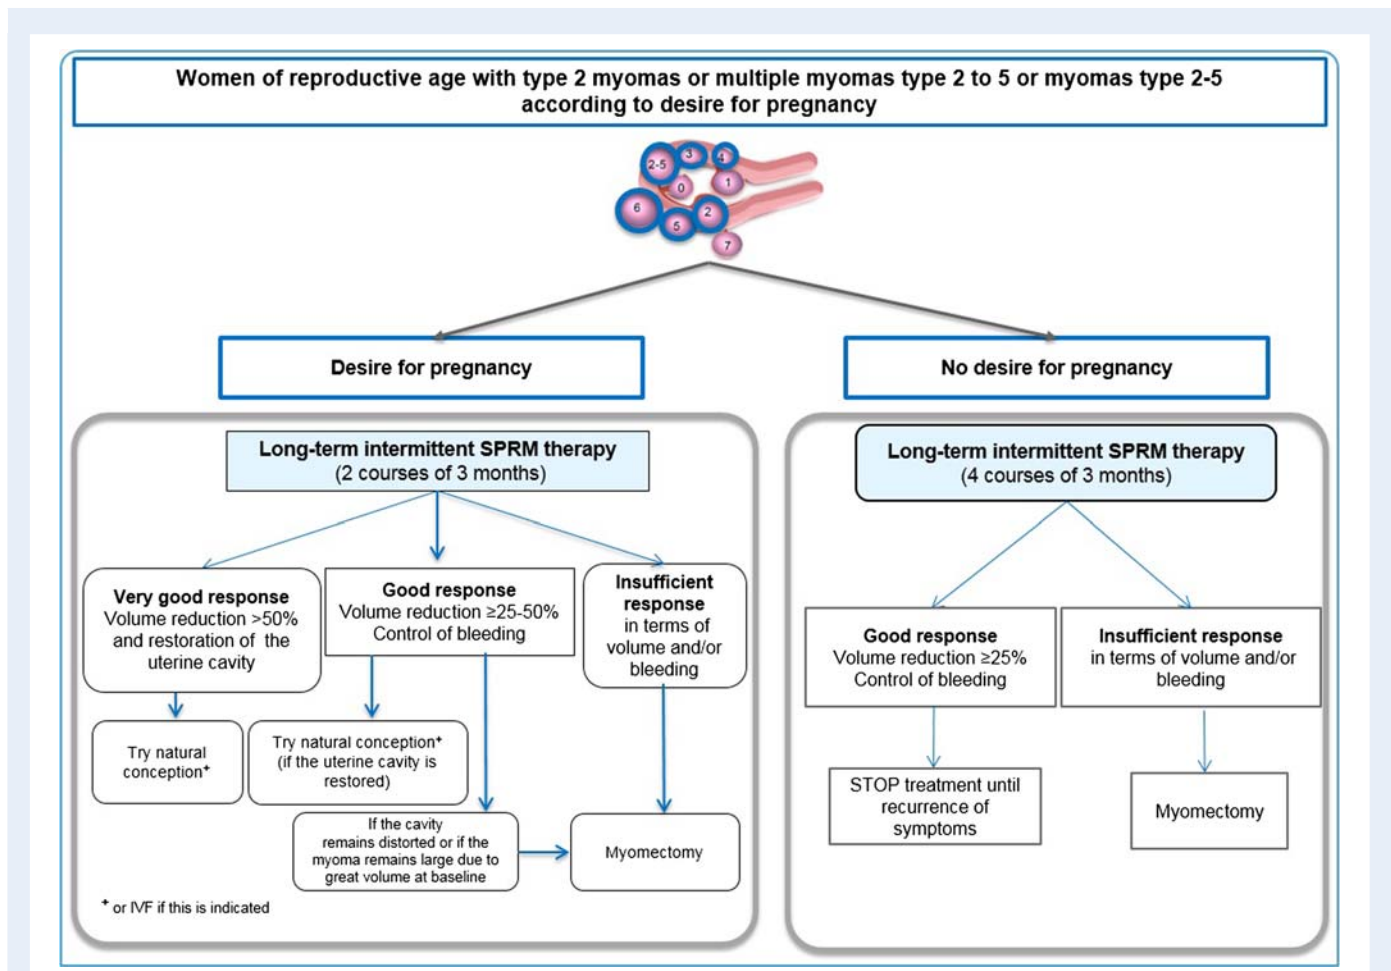 Women of reproductive age with type 2 myomas or multiple myomas type 2 to 5 or myomas type 2-5
according to desire for pregnancy
2-5
3
4
0
1
6
5
2
7
Desire for pregnancy
No desire for pregnancy
Long-term intermittent SPRM therapy
(2 courses of 3 months)
Very good response
Volume reduction >50%
and restoration of the
uterine cavity
Good response
Volume reduction ≥25-50%
Control of bleeding
Insufficient
response
in terms of
volume and/or
bleeding
Try natural
conception⁺
Try natural conception⁺
(if the uterine cavity is
restored)
If the cavity
remains distorted or if the
myoma remains large due to
great volume at baseline
Myomectomy
⁺ or IVF if this is indicated
Long-term intermittent SPRM therapy
(4 courses of 3 months)
Good response
Volume reduction ≥25%
Control of bleeding
Insufficient response
in terms of volume and/or
bleeding
STOP treatment until
recurrence of
symptoms
Myomectomy